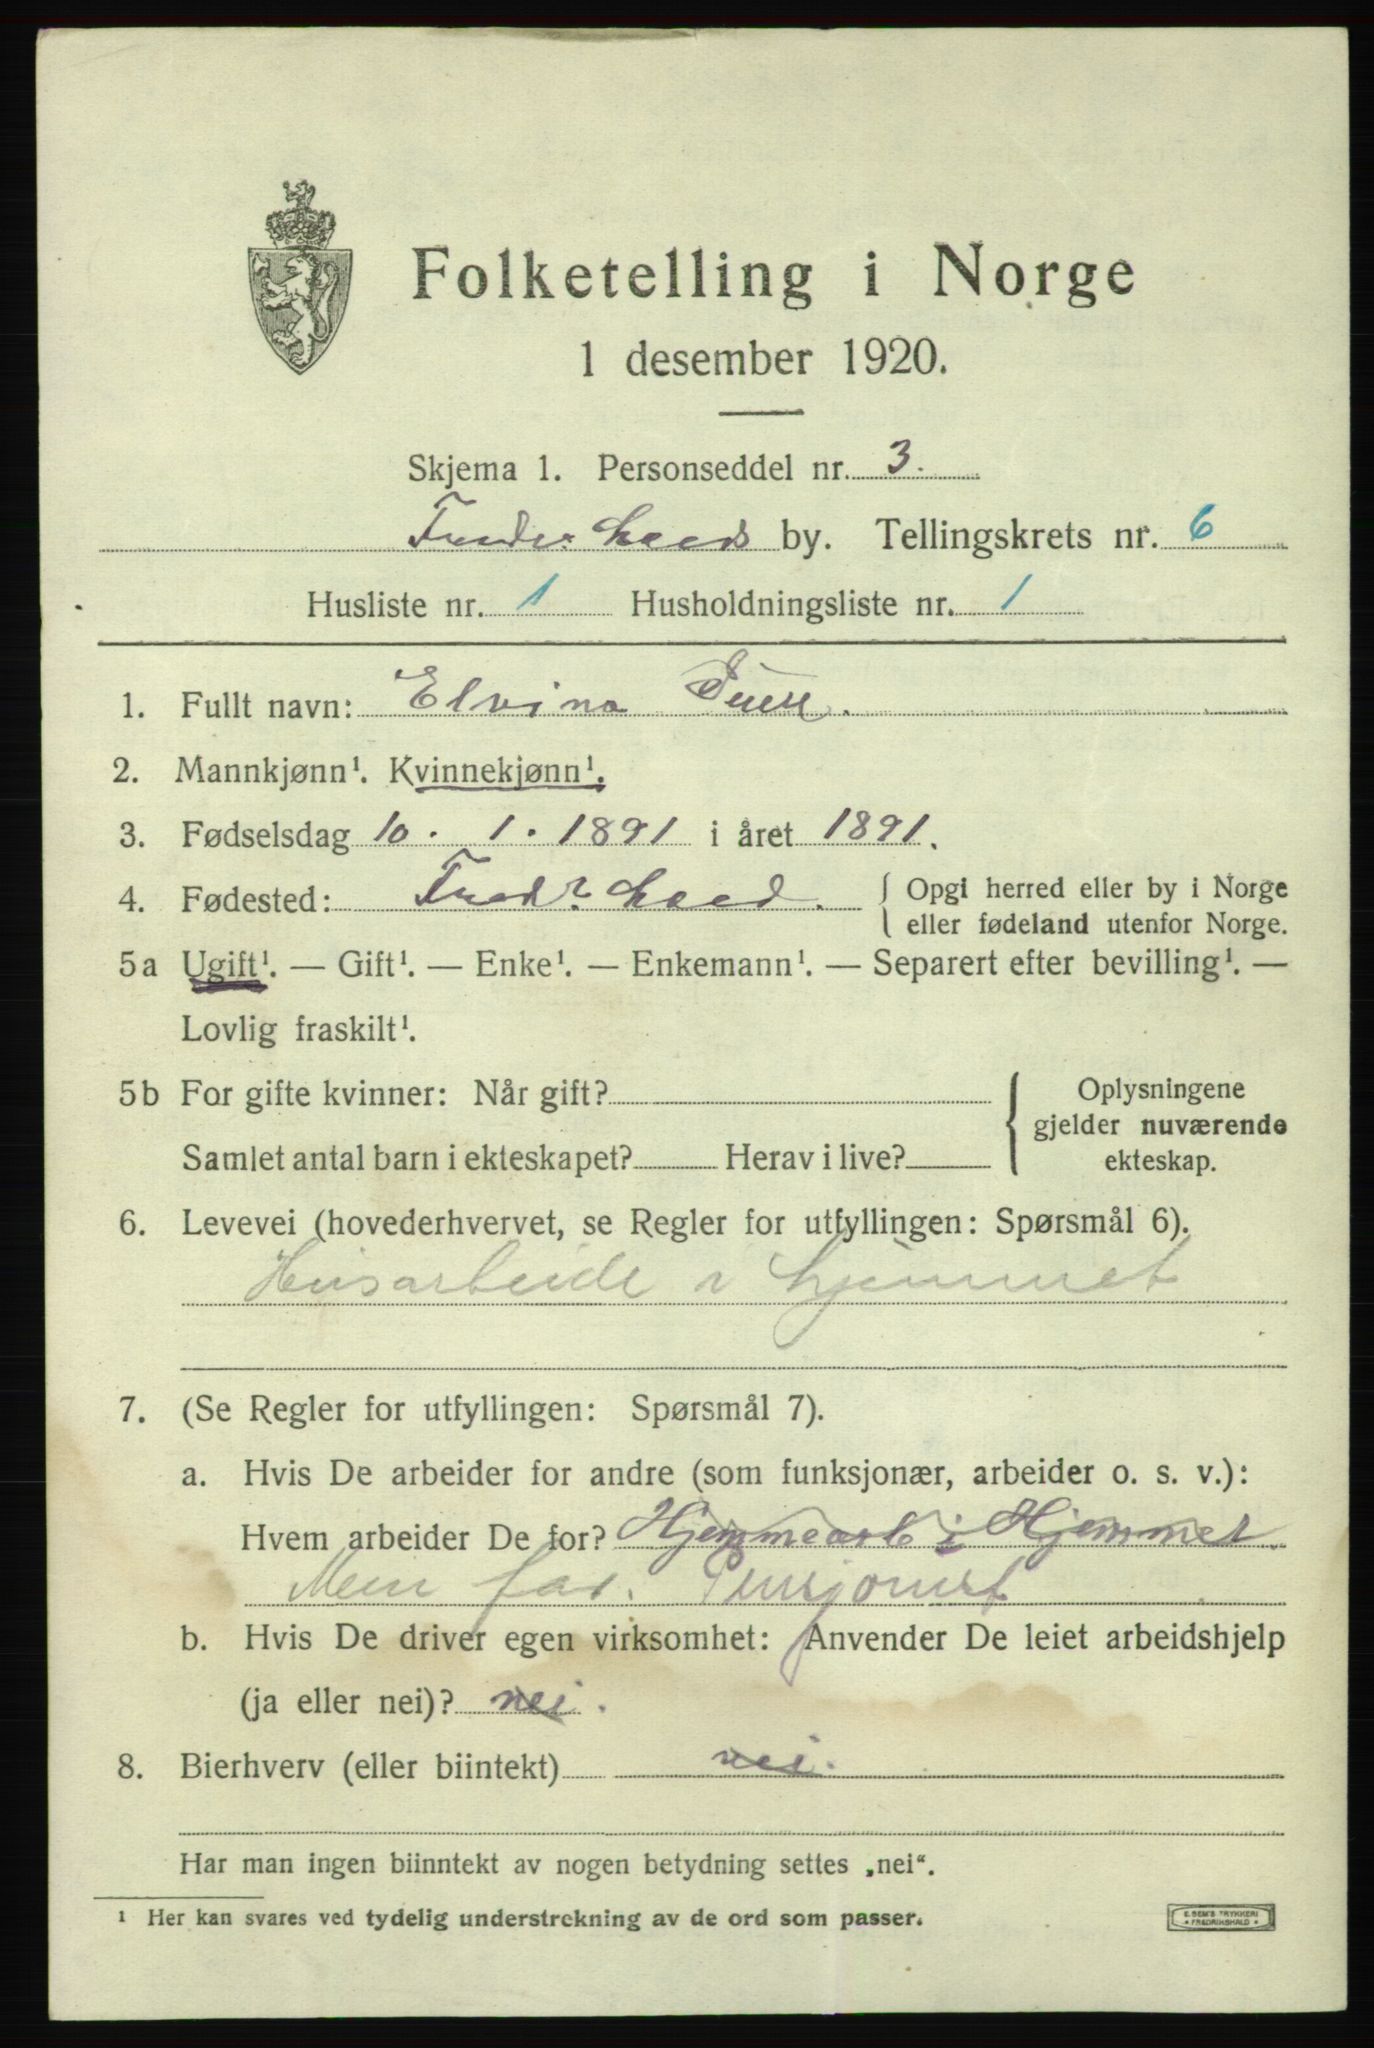 Folketelling i Norge
1 desember 1920.
Skjema 1. Personseddel nr. 3.
by. Tellingskrets nr. 6
Husliste nr. 1 Husholdningsliste nr. 1
1. Fullt navn: Elvina
2. Mannkjønn¹. Kvinnekjønn¹.
3. Fødselsdag 10. 1. 1891 i året 1891.
4. Fødested: { Opgi herred eller by i Norge
eller fødeland utenfor Norge.
5a Ugift¹. — Gift¹. — Enke¹. — Enkemann¹. — Separert efter bevilling¹. —
Lovlig fraskilt¹.
5b For gifte kvinner: Når gift? { Oplysningene
gjelder nuværende
Samlet antal barn i ekteskapet? Herav i live? ekteskap.
6. Levevei (hovederhvervet, se Regler for utfyllingen: Spørsmål 6).
Husarbeide i hjemmet
7. (Se Regler for utfyllingen: Spørsmål 7).
a. Hvis De arbeider for andre (som funksjonær, arbeider o. s. v.):
Hvem arbeider De for? Hjemmearb i Hjemmet.
Min far. Pensjonist
b. Hvis De driver egen virksomhet: Anvender De leiet arbeidshjelp
(ja eller nei)? nei.
8. Bierhverv (eller biintekt) nei.
Har man ingen biinntekt av nogen betydning settes „nei“.
¹ Her kan svares ved tydelig understrekning av de ord som passer.
E. SEM'S TRYKKERI
• FREDRIKSHALD •